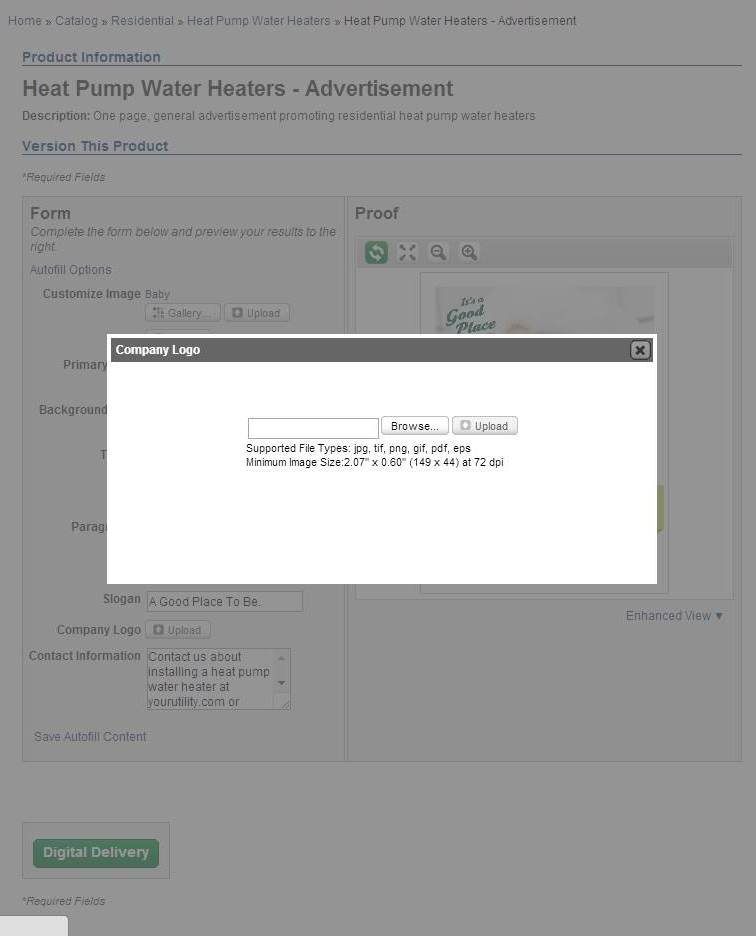 Home » Catalog » Residential » Heat Pump Water Heaters » Heat Pump Water Heaters - Advertisement
Product Information
Heat Pump Water Heaters - Advertisement
Description: One page, general advertisement promoting residential heat pump water heaters
Version This Product
*Required Fields
Form
Complete the form below and preview your results to the
right.
Autofill Options
Customize Image Baby
Gallery... Upload
Primary
Background
T
Parag
Slogan A Good Place To Be.
Company Logo Upload
Contact Information Contact us about
installing a heat pump
water heater at
yourutility.com or
Save Autofill Content
Proof
It's a
Good
Place
Company Logo
Browse... Upload
Supported File Types: jpg, tif, png, gif, pdf, eps
Minimum Image Size:2.07" x 0.60" (149 x 44) at 72 dpi
Enhanced View ▼
Digital Delivery
*Required Fields